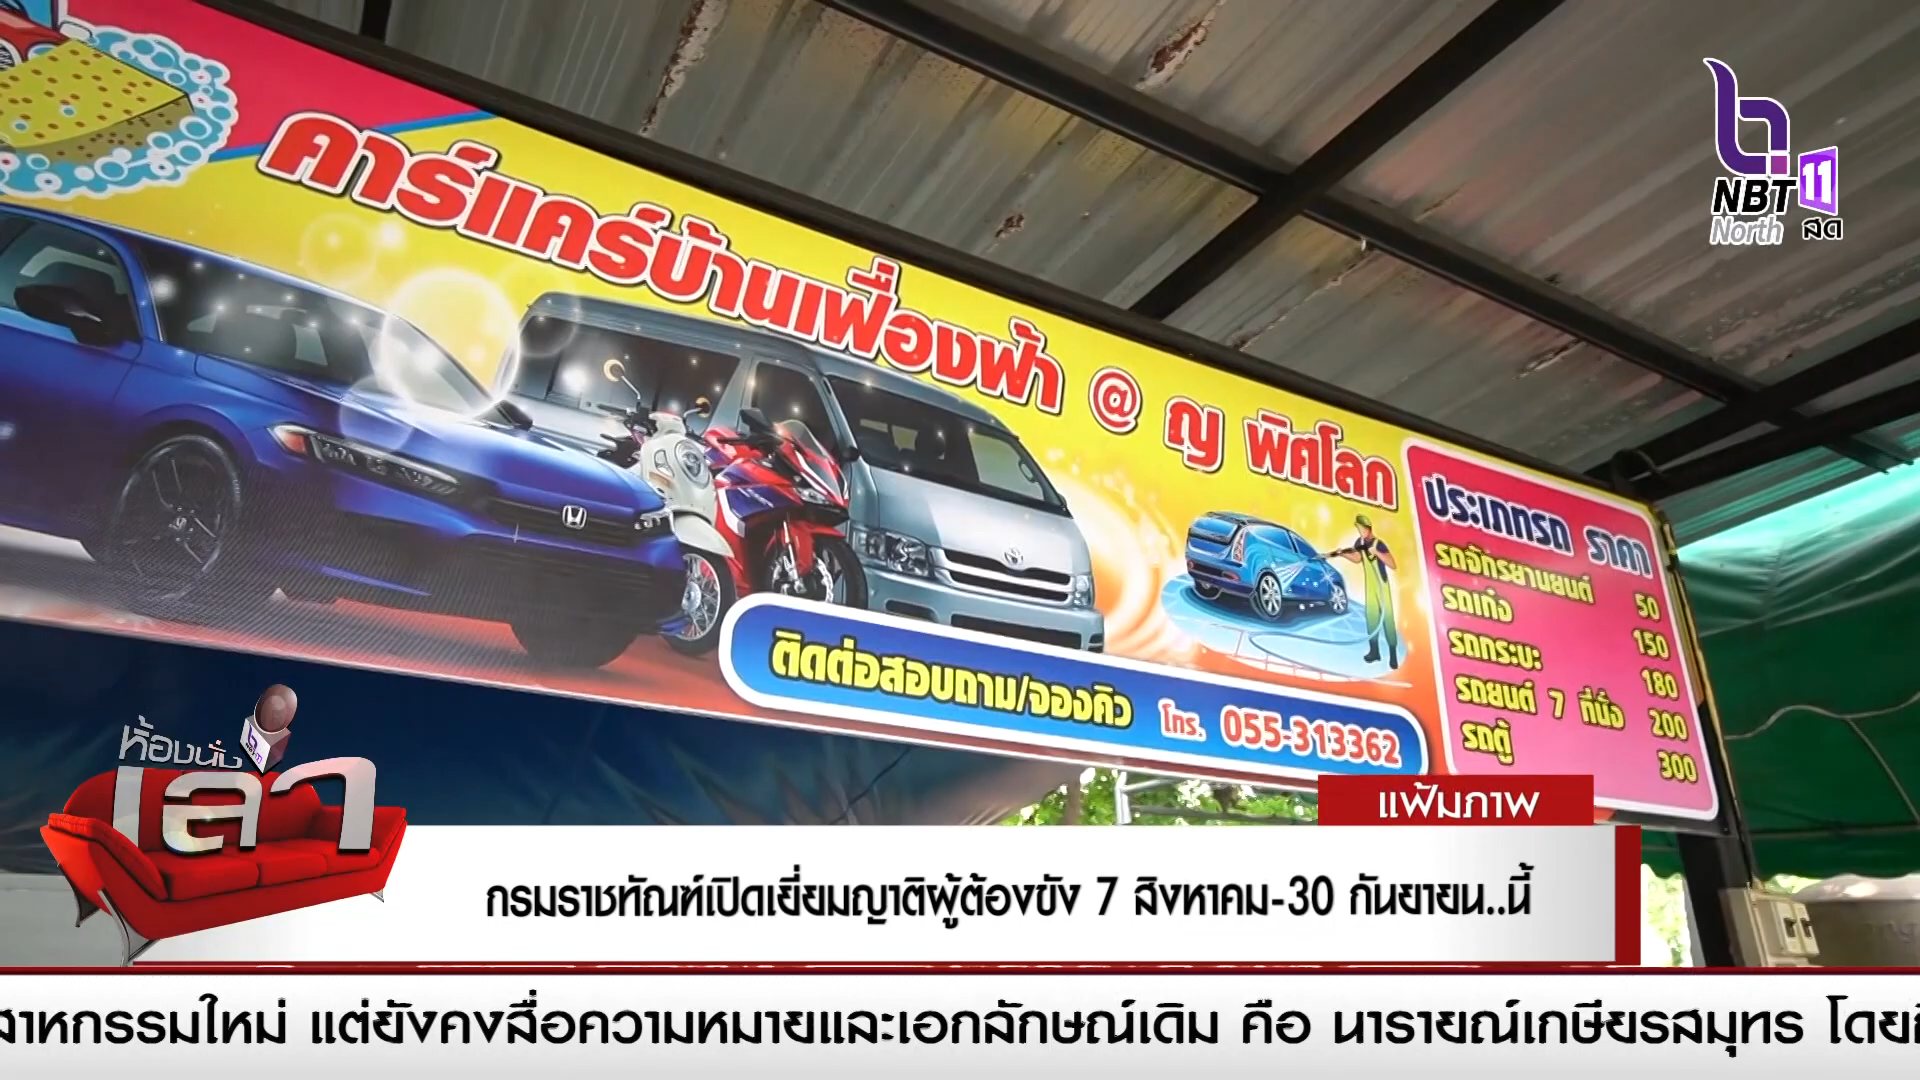 คาร์แคร์บ้านเฟื่องฟ้า @ ญ พิศโลก
NBT 11
North สด
ประเภทรถ ราคา
รถจักรยานยนต์ 50
รถเก๋ง 150
รถกระบะ 180
รถยนต์ 7 ที่นั่ง 200
รถตู้ 300
ติดต่อสอบถาม/จองคิว โทร. 055-313362
ห้องนั่ง
เล่า
แฟ้มภาพ
กรมราชทัณฑ์เปิดเยี่ยมญาติผู้ต้องขัง 7 สิงหาคม-30 กันยายน..นี้
สาหกรรมใหม่ แต่ยังคงสื่อความหมายและเอกลักษณ์เดิม คือ นารายณ์เกษียรสมุทร โดย